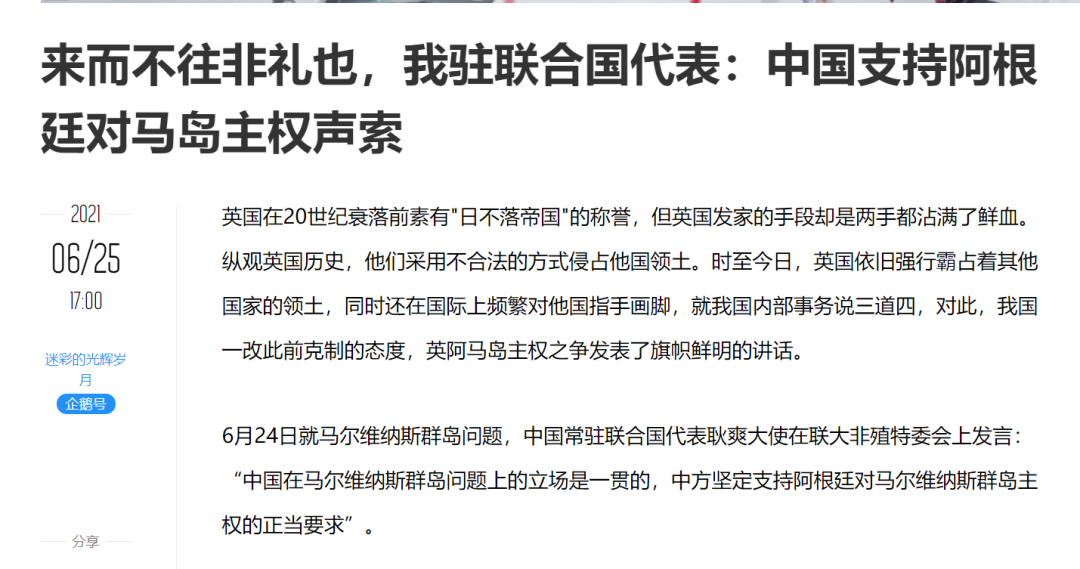 来而不往非礼也，我驻联合国代表：中国支持阿根
廷对马岛主权声索
2021
06/25
17:00
迷彩的光辉岁
月
企鹅号
分享
英国在20世纪衰落前素有"日不落帝国"的称誉，但英国发家的手段却是两手都沾满了鲜血。
纵观英国历史，他们采用不合法的方式侵占他国领土。时至今日，英国依旧强行霸占着其他
国家的领土，同时还在国际上频繁对他国指手画脚，就我国内部事务说三道四，对此，我国
一改此前克制的态度，英阿马岛主权之争发表了旗帜鲜明的讲话。
6月24日就马尔维纳斯群岛问题，中国常驻联合国代表耿爽大使在联大非殖特委会上发言：
“中国在马尔维纳斯群岛问题上的立场是一贯的，中方坚定支持阿根廷对马尔维纳斯群岛主
权的正当要求”。